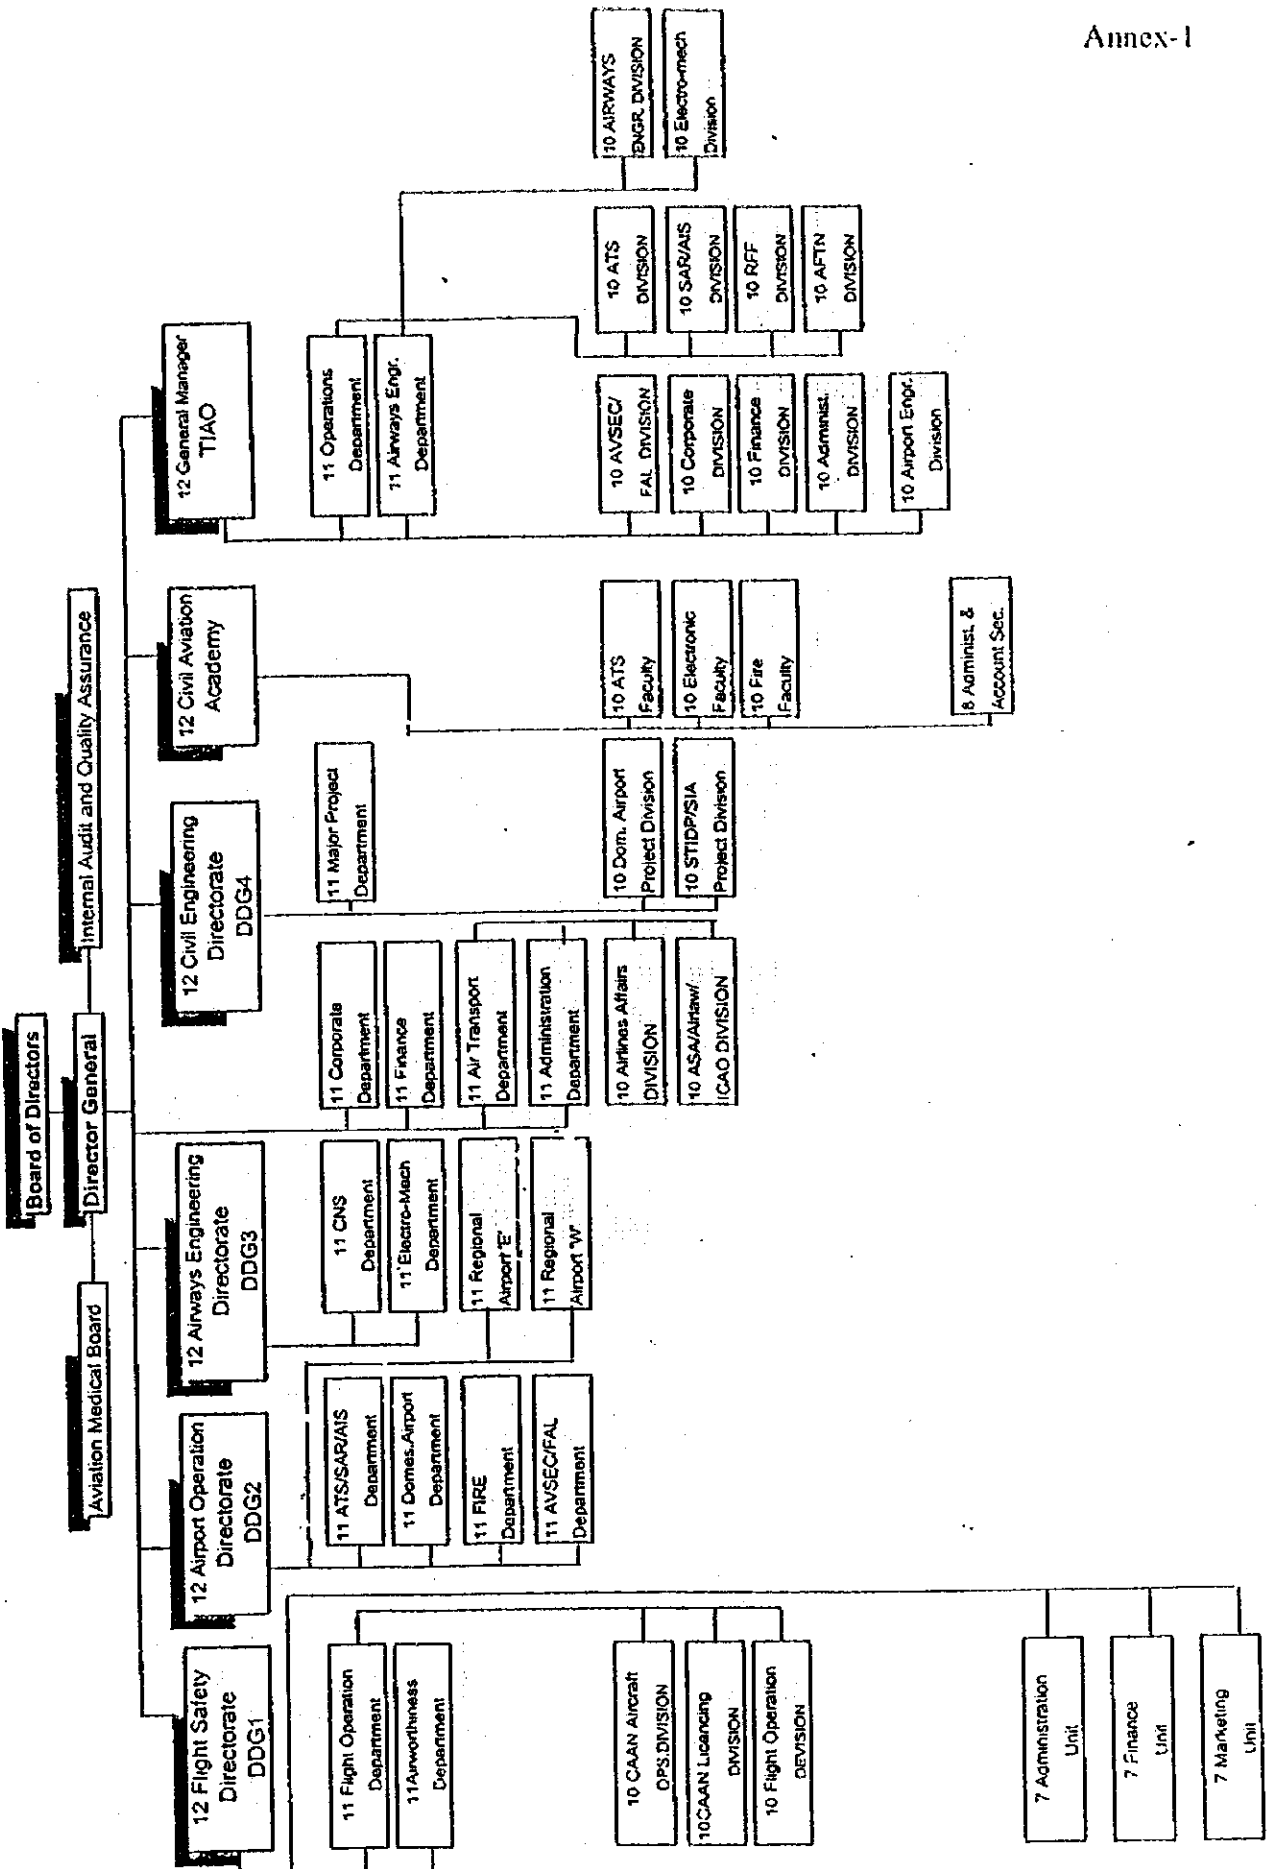 Annex-1
Board of Directors
Director General
Internal Audit and Quality Assurance
Aviation Medical Board
12 Flight Safety
Directorate
DDG1
12 Airport Operation
Directorate
DDG2
12 Airways Engineering
Directorate
DDG3
12 Civil Engineering
Directorate
DDG4
12 Civil Aviation
Academy
12 General Manager
TIAO
11 Flight Operation
Department
11Airworthiness
Department
10 CAAN Aircraft
OPS.DIVISION
10CAAN Licencing
DIVISION
10 Flight Operation
DEVISION
7 Administration
Unit
7 Finance
Unit
7 Marketing
Unit
11 ATS/SAR/AIS
Department
11 Domes.Airport
Department
11 FIRE
Department
11 AVSEC/FAL
Department
11 CNS
Department
11 Electro-Mech
Department
11 Regional
Airport 'E'
11 Regional
Airport 'W'
11 Corporate
Department
11 Finance
Department
11 Air Transport
Department
11 Administration
Department
10 Airlines Affairs
DIVISION
10 ASA/Airlaw/
ICAO DIVISION
11 Major Project
Department
10 Dom. Airport
Project Division
10 STIDP/SIA
Project Division
10 ATS
Faculty
10 Electronic
Faculty
10 Fire
Faculty
8 Administ. &
Account Sec.
11 Operations
Department
11 Airways Engr.
Department
10 AVSEC/
FAL DIVISION
10 Corporate
DIVISION
10 Finance
DIVISION
10 Administ.
DIVISION
10 Airport Engr.
Division
10 ATS
DIVISION
10 SAR/AIS
DIVISION
10 RFF
DIVISION
10 AFTN
DIVISION
10 AIRWAYS
ENGR. DIVISION
10 Electro-mech
Division